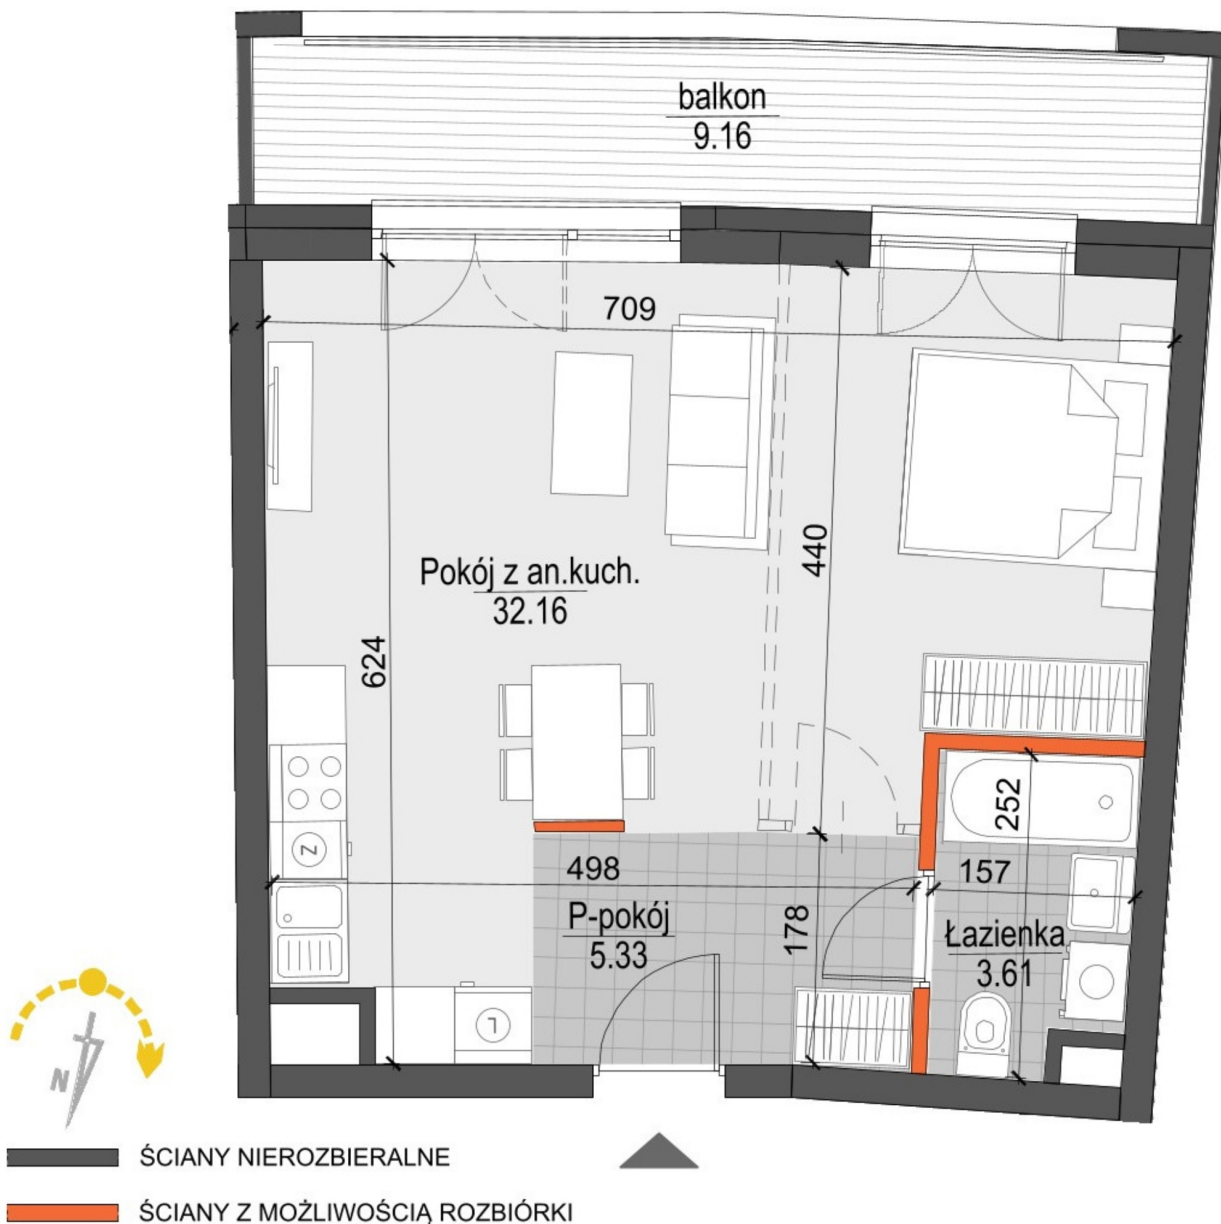 balkon
9.16
709
Pokój z an.kuch.
32.16
440
624
252
Z
498
157
P-pokój
5.33
178
Łazienka
3.61
L
N
ŚCIANY NIEROZBIERALNE
ŚCIANY Z MOŻLIWOŚCIĄ ROZBIÓRKI